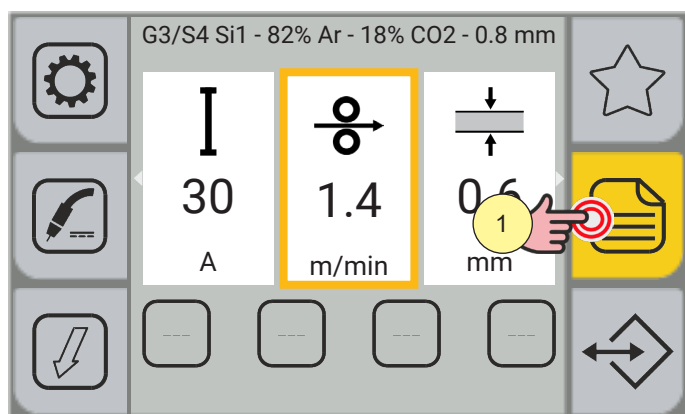 G3/S4 Si1 - 82% Ar - 18% CO2 - 0.8 mm
30 1.4 0.6
1
A m/min mm
--- --- --- ---